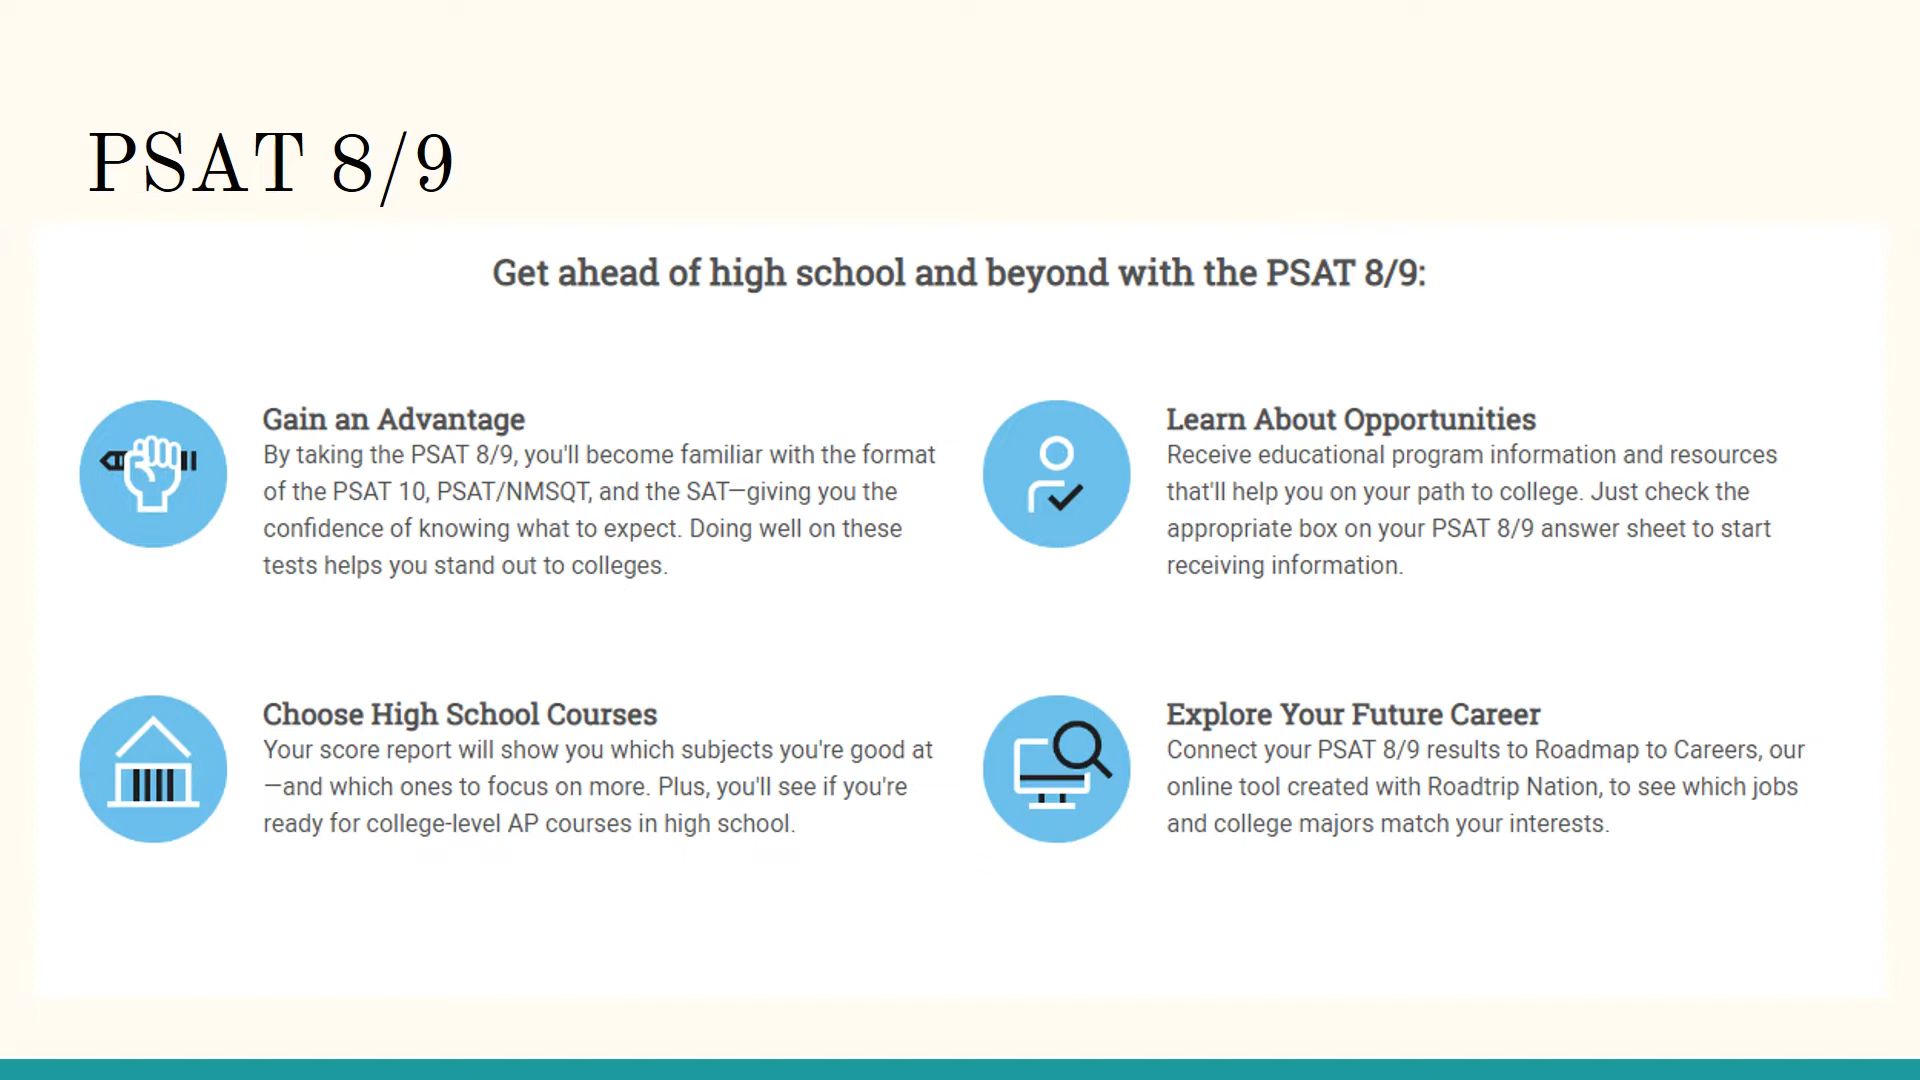 PSAT 8/9
Get ahead of high school and beyond with the PSAT 8/9:
Gain an Advantage
By taking the PSAT 8/9, you'll become familiar with the format
of the PSAT 10, PSAT/NMSQT, and the SAT—giving you the
confidence of knowing what to expect. Doing well on these
tests helps you stand out to colleges.
Learn About Opportunities
Receive educational program information and resources
that'll help you on your path to college. Just check the
appropriate box on your PSAT 8/9 answer sheet to start
receiving information.
Choose High School Courses
Your score report will show you which subjects you're good at
—and which ones to focus on more. Plus, you'll see if you're
ready for college-level AP courses in high school.
Explore Your Future Career
Connect your PSAT 8/9 results to Roadmap to Careers, our
online tool created with Roadtrip Nation, to see which jobs
and college majors match your interests.